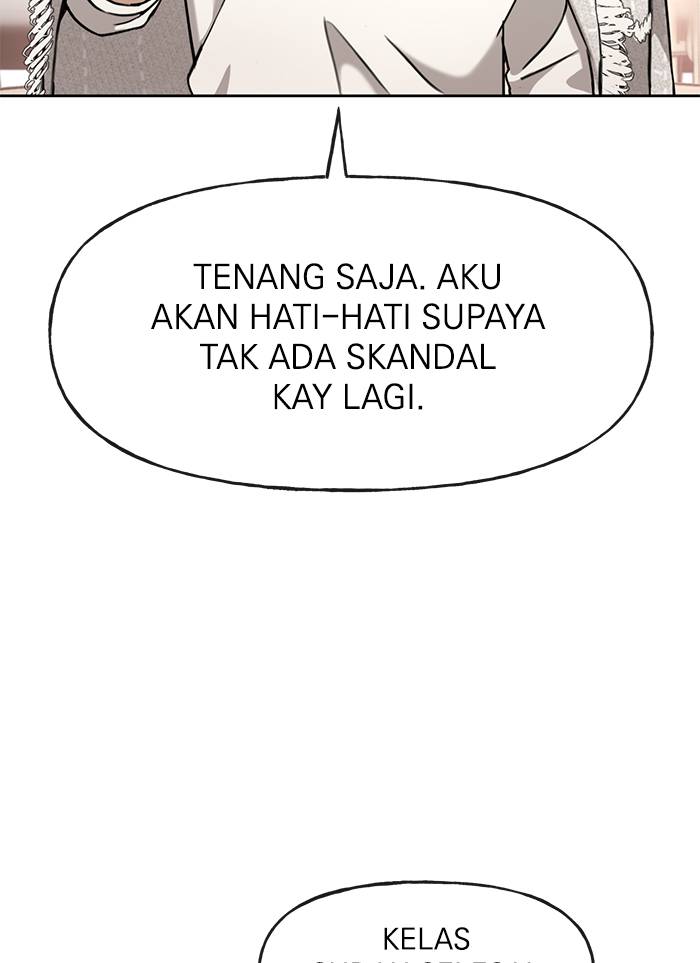 TENANG SAJA. AKU
AKAN HATI-HATI SUPAYA
TAK ADA SKANDAL
KAY LAGI.
KELAS